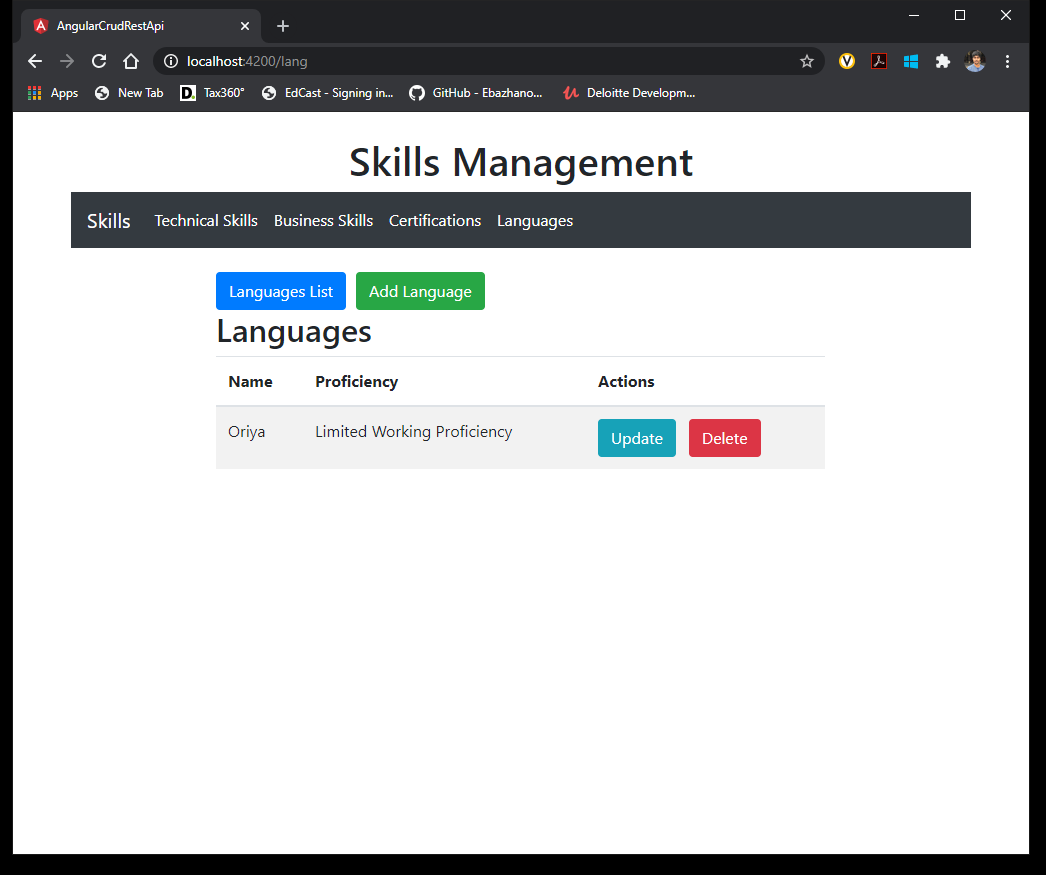 AngularCrudRestApi
localhost:4200/lang
Apps New Tab D. Tax360° EdCast - Signing in... GitHub - Ebazhano... Deloitte Developm...
Skills Management
Skills Technical Skills Business Skills Certifications Languages
Languages List Add Language
Languages
Name Proficiency Actions
Oriya Limited Working Proficiency Update Delete